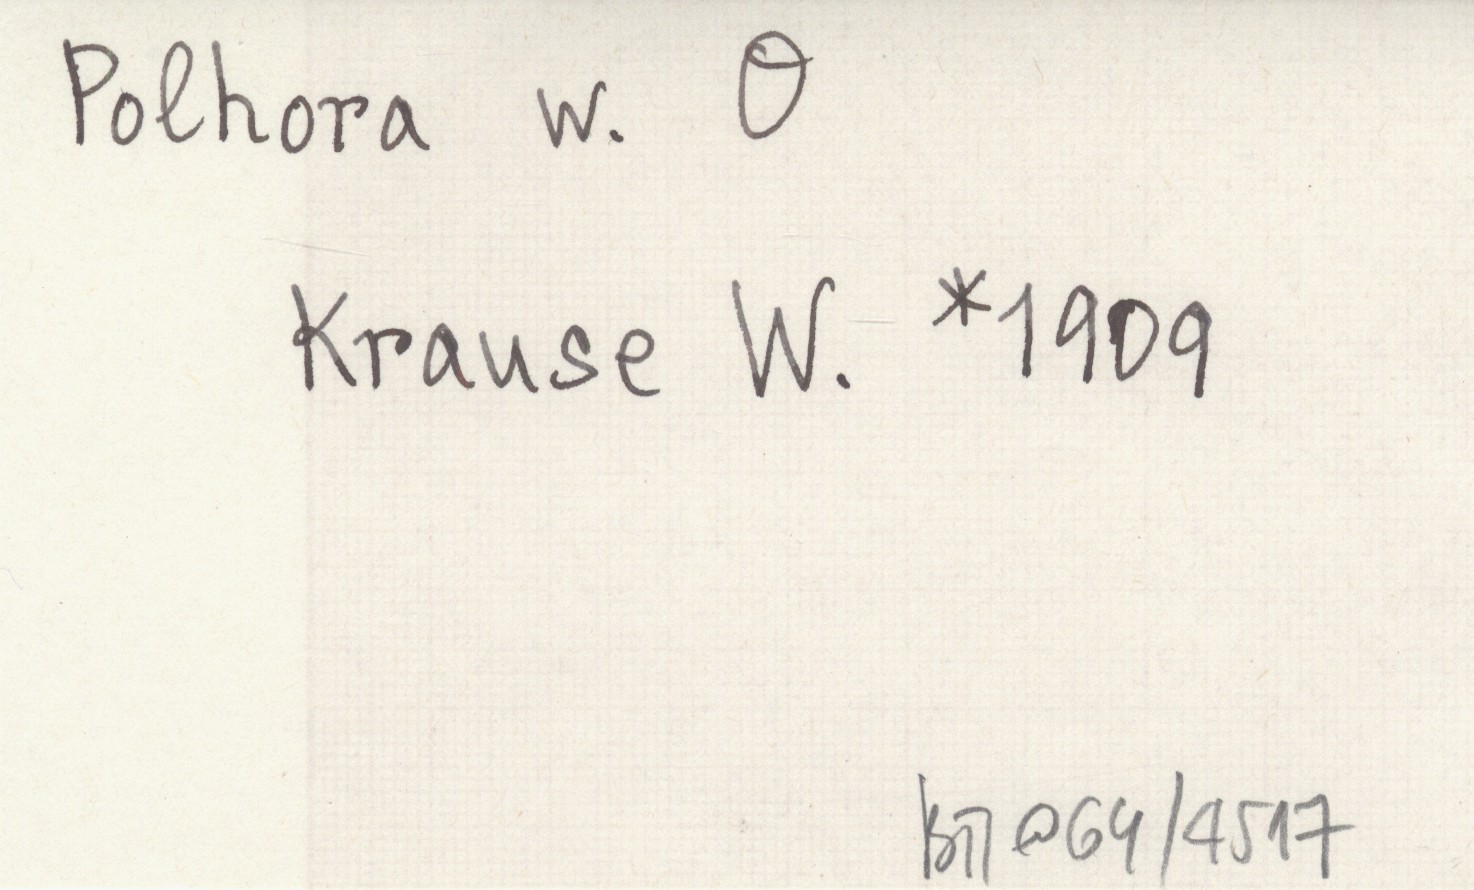 Polhora w. O
Krause W. *1909
64/4517